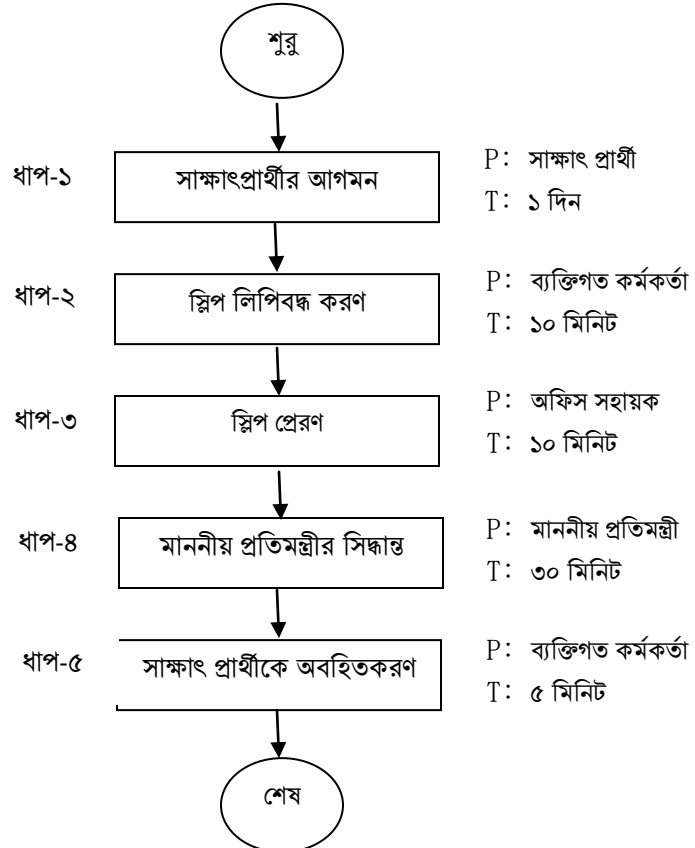 শুরু
ধাপ-১
সাক্ষাৎপ্রার্থীর আগমন
P: সাক্ষাৎ প্রার্থী
T: ১ দিন
ধাপ-২
স্লিপ লিপিবদ্ধ করণ
P: ব্যক্তিগত কর্মকর্তা
T: ১০ মিনিট
ধাপ-৩
স্লিপ প্রেরণ
P: অফিস সহায়ক
T: ১০ মিনিট
ধাপ-৪
মাননীয় প্রতিমন্ত্রীর সিদ্ধান্ত
P: মাননীয় প্রতিমন্ত্রী
T: ৩০ মিনিট
ধাপ-৫
সাক্ষাৎ প্রার্থীকে অবহিতকরণ
P: ব্যক্তিগত কর্মকর্তা
T: ৫ মিনিট
শেষ